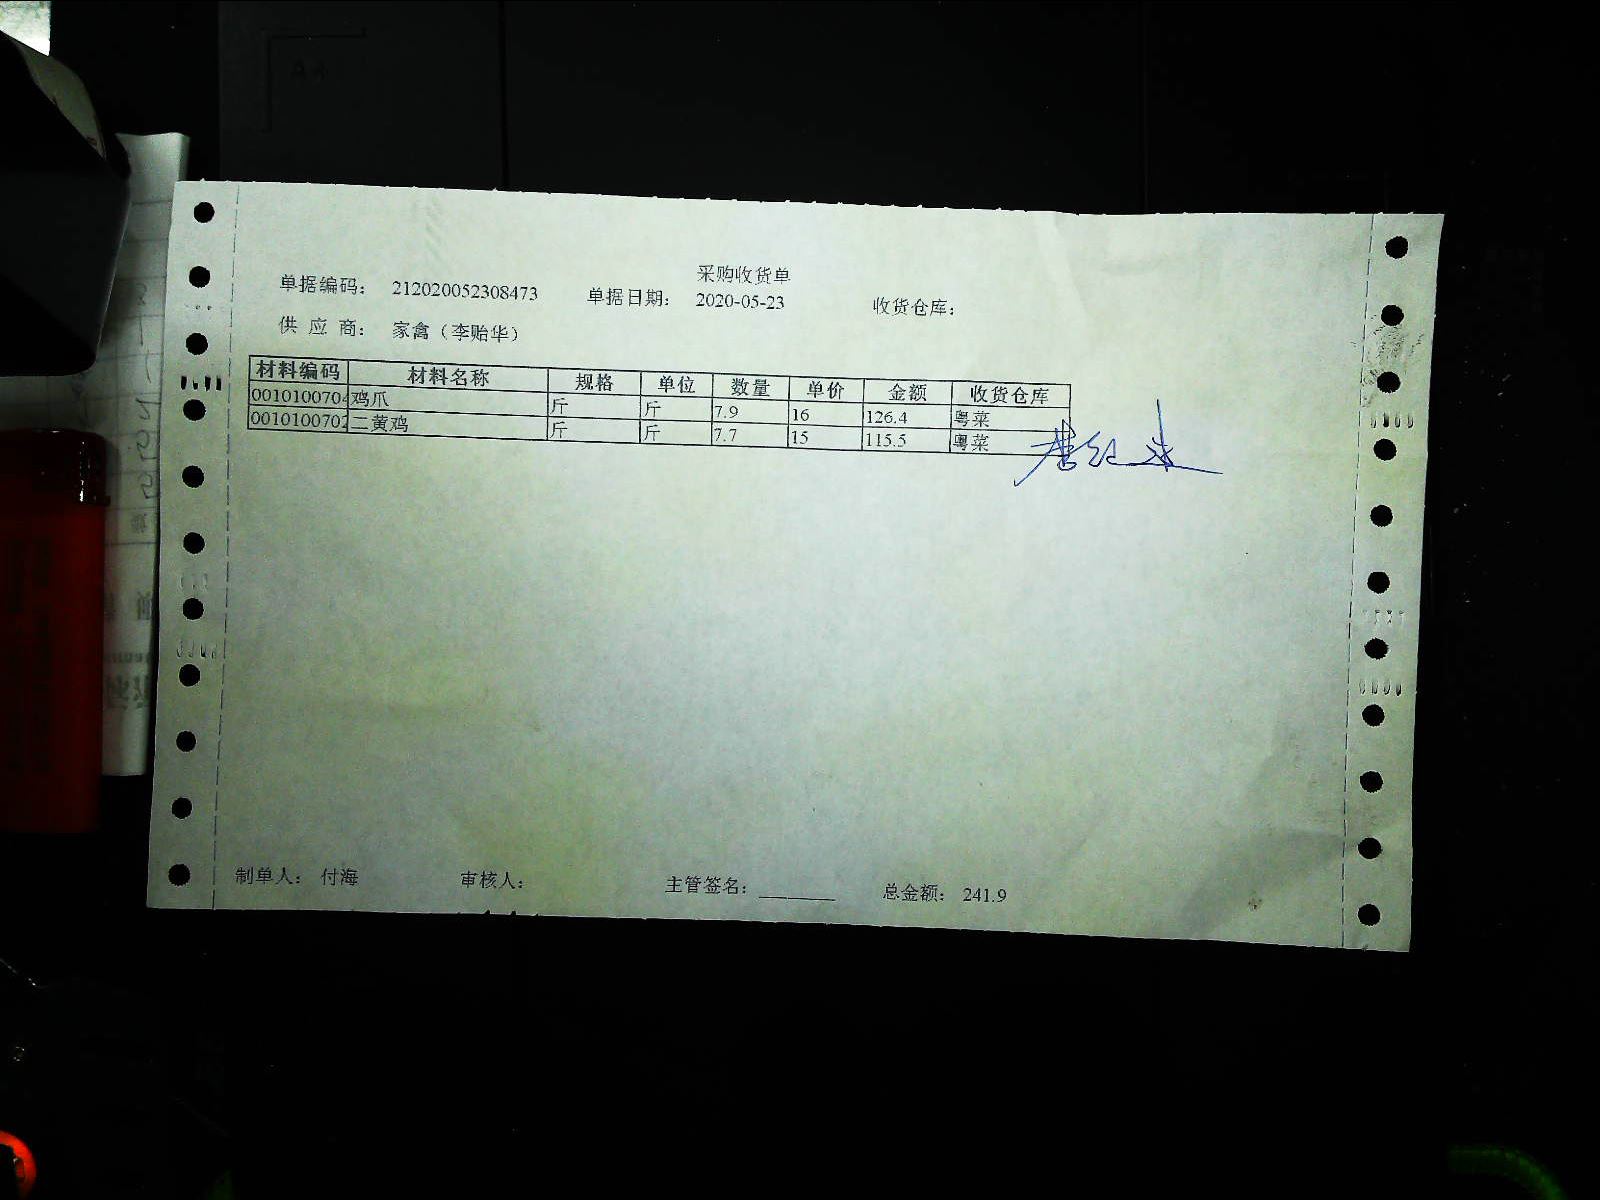 采购收货单
单据编码: 212020052308473 单据日期: 2020-05-23 收货仓库:
供 应 商: 家禽（李贻华）
材料编码 材料名称 规格 单位 数量 单价 金额 收货仓库
0010100704 鸡爪 斤 斤 7.9 16 126.4 粤菜
0010100702 二黄鸡 斤 斤 7.7 15 115.5 粤菜
制单人: 付海 审核人: 主管签名: 总金额: 241.9